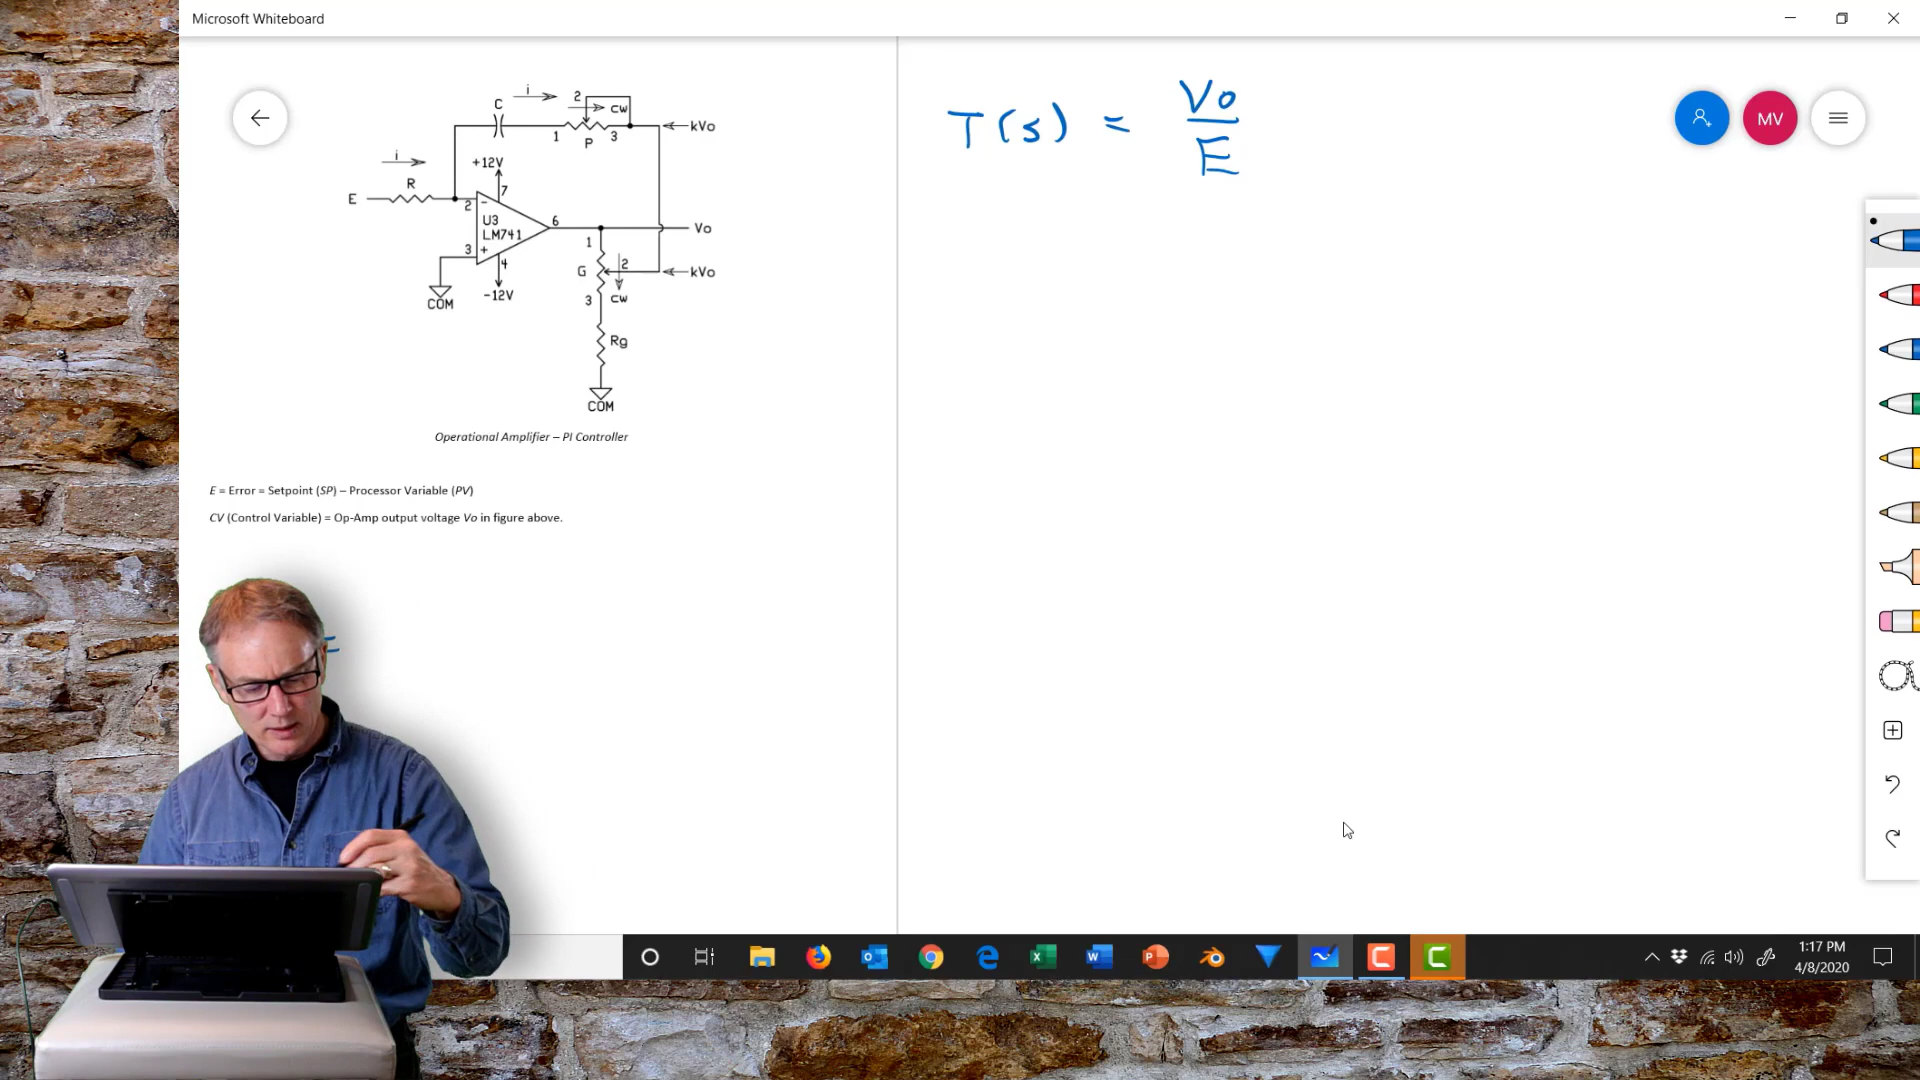 Microsoft Whiteboard
T(s) = Vo
E
MV
i
2
cw
C
kVo
1
P
3
i
+12V
R
7
E
2
-
U3
LM741
6
Vo
1
3
+
4
G
2
kVo
-12V
3
cw
COM
Rg
COM
Operational Amplifier – PI Controller
E = Error = Setpoint (SP) – Processor Variable (PV)
CV (Control Variable) = Op-Amp output voltage Vo in figure above.
=
1:17 PM
4/8/2020